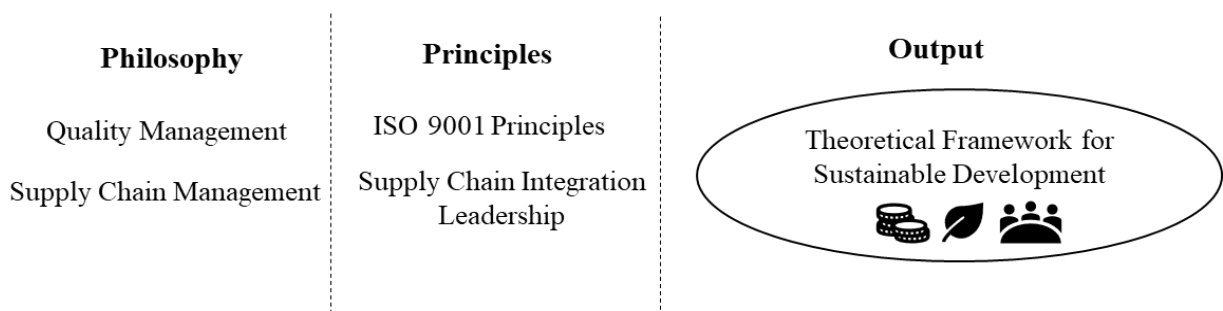 Philosophy
Quality Management
Supply Chain Management
Principles
ISO 9001 Principles
Supply Chain Integration
Leadership
Output
Theoretical Framework for
Sustainable Development